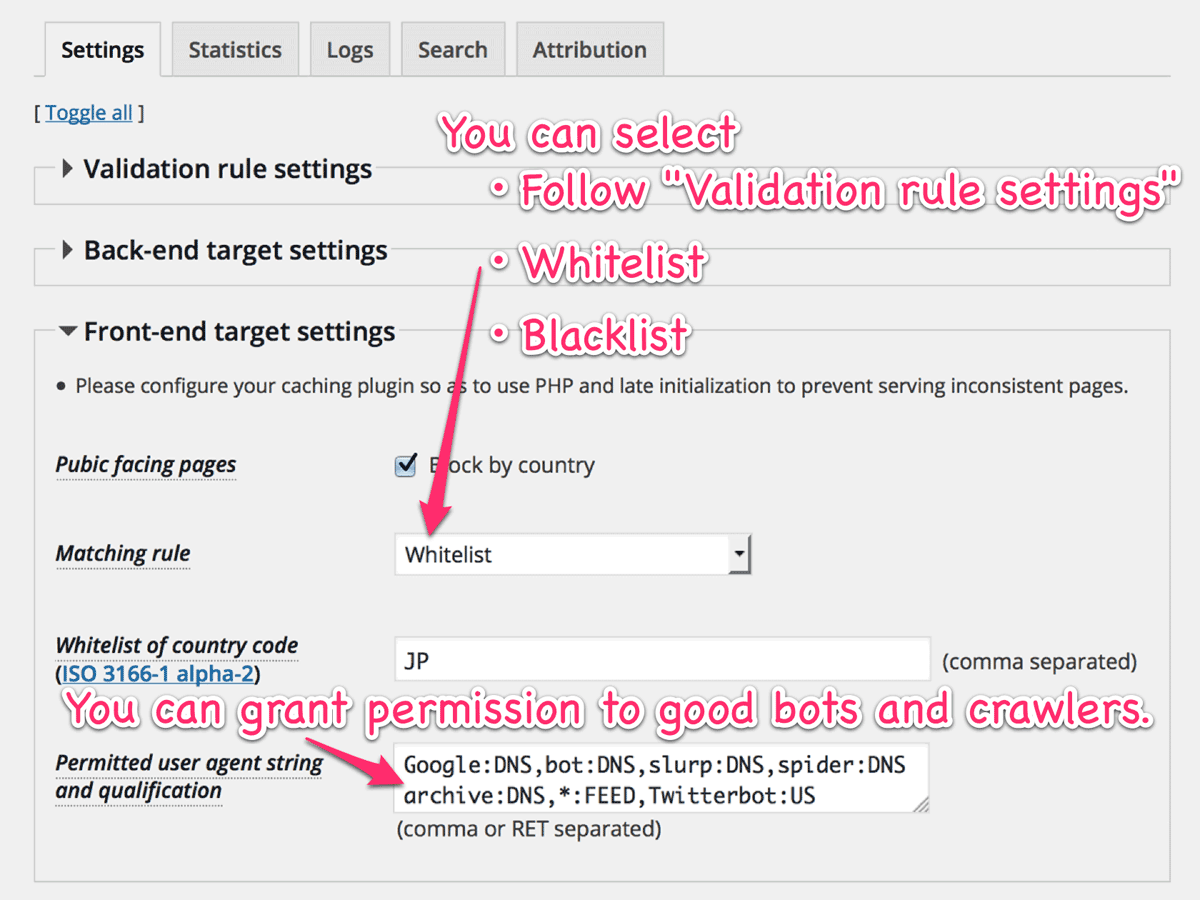 Settings
Statistics
Logs
Search
Attribution
[ Toggle all ]
You can select
Validation rule settings
• Follow "Validation rule settings"
Back-end target settings
• Whitelist
Front-end target settings
• Blacklist
• Please configure your caching plugin so as to use PHP and late initialization to prevent serving inconsistent pages.
Pubic facing pages
Block by country
Matching rule
Whitelist
Whitelist of country code
(ISO 3166-1 alpha-2)
JP
(comma separated)
You can grant permission to good bots and crawlers.
Permitted user agent string
and qualification
Google:DNS,bot:DNS,slurp:DNS,spider:DNS
archive:DNS,*:FEED,Twitterbot:US
(comma or RET separated)